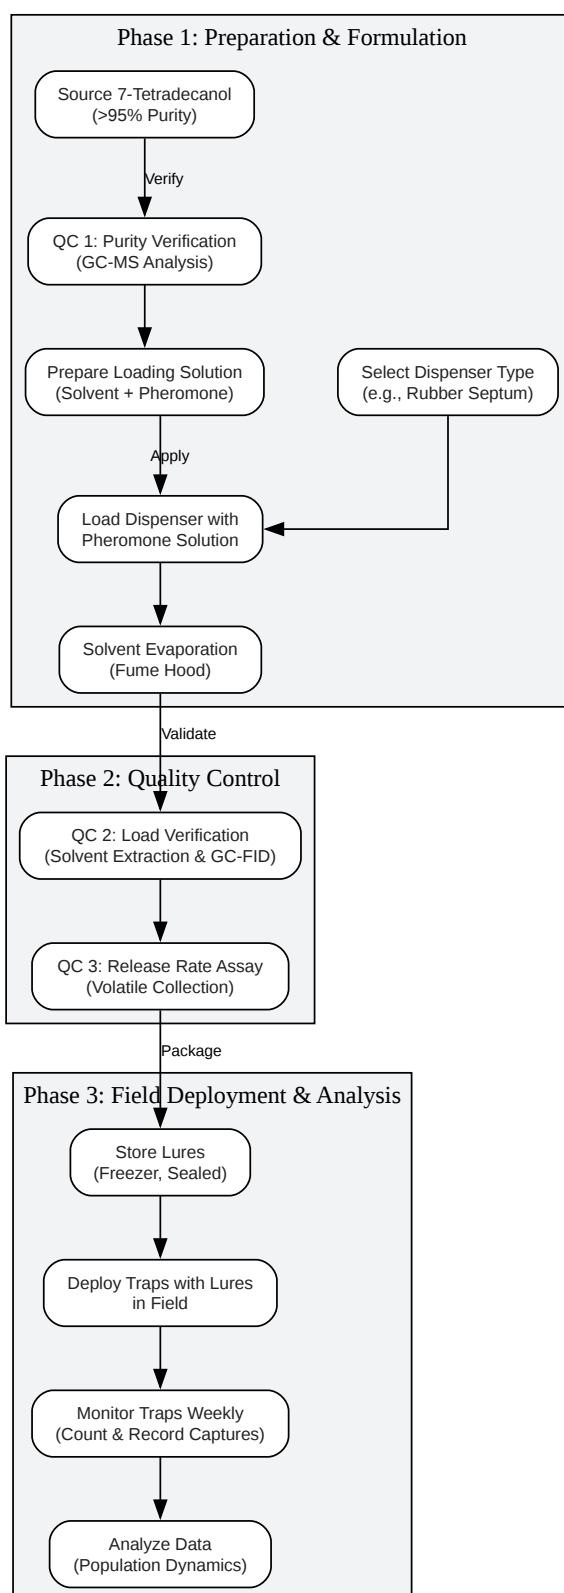 Phase 1: Preparation & Formulation
Source 7-Tetradecanol
(>95% Purity)
Verify
QC 1: Purity Verification
(GC-MS Analysis)
Prepare Loading Solution
(Solvent + Pheromone)
Select Dispenser Type
(e.g., Rubber Septum)
Apply
Load Dispenser with
Pheromone Solution
Solvent Evaporation
(Fume Hood)
Validate
Phase 2: Quality Control
QC 2: Load Verification
(Solvent Extraction & GC-FID)
QC 3: Release Rate Assay
(Volatile Collection)
Package
Phase 3: Field Deployment & Analysis
Store Lures
(Freezer, Sealed)
Deploy Traps with Lures
in Field
Monitor Traps Weekly
(Count & Record Captures)
Analyze Data
(Population Dynamics)